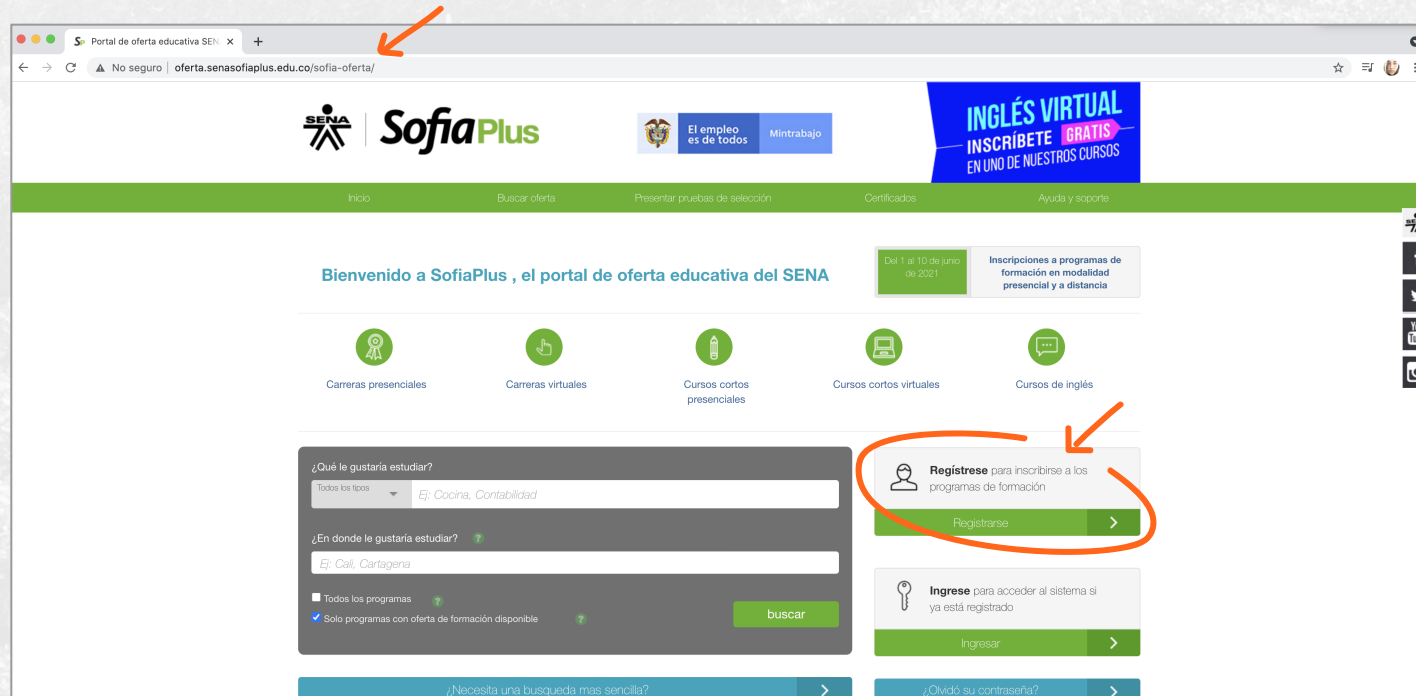 Portal de oferta educativa SEN
No seguro | oferta.senasofiaplus.edu.co/sofia-oferta/
SENA
SofiaPlus
El empleo
es de todos
Mintrabajo
INGLÉS VIRTUAL
INSCRÍBETE GRATIS
EN UNO DE NUESTROS CURSOS
Inicio
Buscar oferta
Presentar pruebas de selección
Certificados
Ayuda y soporte
Bienvenido a SofiaPlus , el portal de oferta educativa del SENA
Del 1 al 10 de junio
de 2021
Inscripciones a programas de
formación en modalidad
presencial y a distancia
Carreras presenciales
Carreras virtuales
Cursos cortos
presenciales
Cursos cortos virtuales
Cursos de inglés
¿Qué le gustaría estudiar?
Todos los tipos
Ej: Cocina, Contabilidad
¿En donde le gustaría estudiar? ?
Ej: Cali, Cartagena
Todos los programas ?
Solo programas con oferta de formación disponible ?
buscar
Regístrese para inscribirse a los
programas de formación
Registrarse
Ingrese para acceder al sistema si
ya está registrado
Ingresar
¿Necesita una busqueda mas sencilla?
¿Olvidó su contraseña?